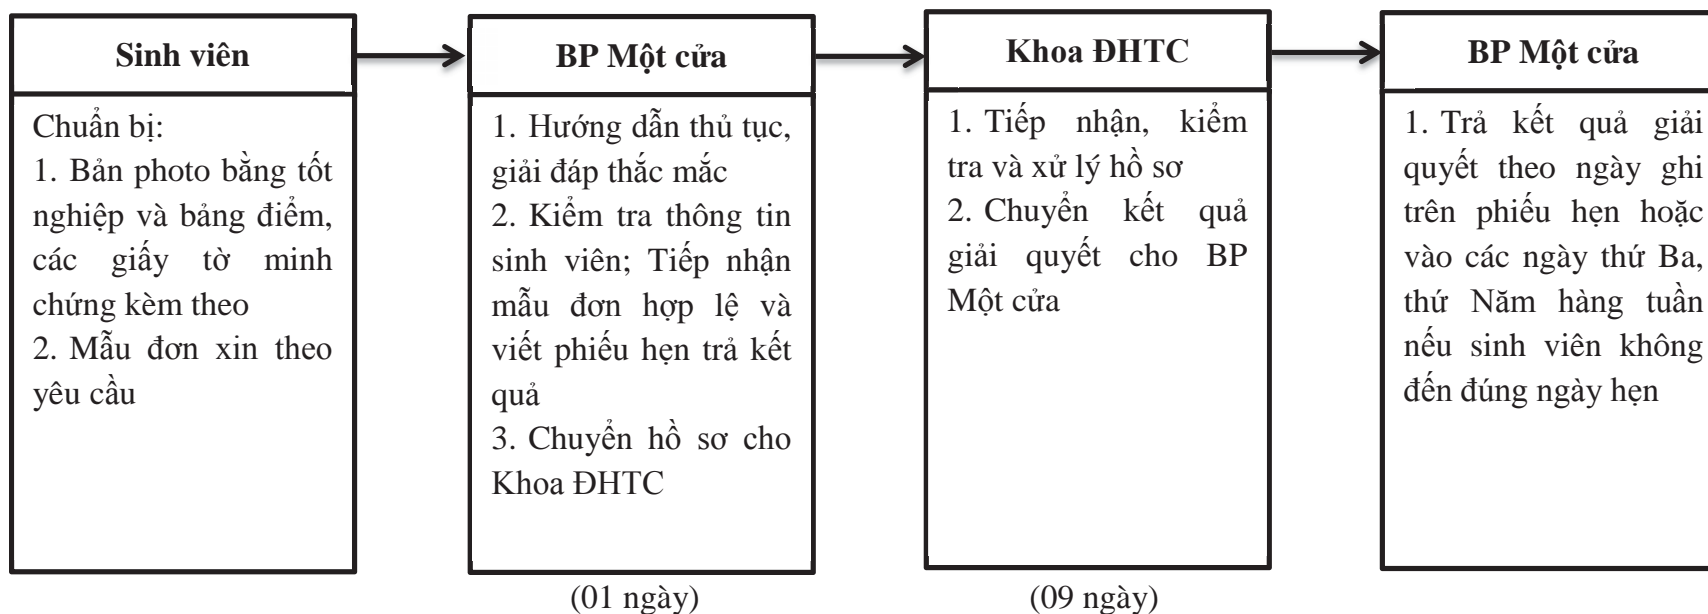 Sinh viên
Chuẩn bị:
1. Bản photo bằng tốt
nghiệp và bảng điểm,
các giấy tờ minh
chứng kèm theo
2. Mẫu đơn xin theo
yêu cầu
BP Một cửa
1. Hướng dẫn thủ tục,
giải đáp thắc mắc
2. Kiểm tra thông tin
sinh viên; Tiếp nhận
mẫu đơn hợp lệ và
viết phiếu hẹn trả kết
quả
3. Chuyển hồ sơ cho
Khoa ĐHTC
(01 ngày)
Khoa ĐHTC
1. Tiếp nhận, kiểm
tra và xử lý hồ sơ
2. Chuyển kết quả
giải quyết cho BP
Một cửa
(09 ngày)
BP Một cửa
1. Trả kết quả giải
quyết theo ngày ghi
trên phiếu hẹn hoặc
vào các ngày thứ Ba,
thứ Năm hàng tuần
nếu sinh viên không
đến đúng ngày hẹn